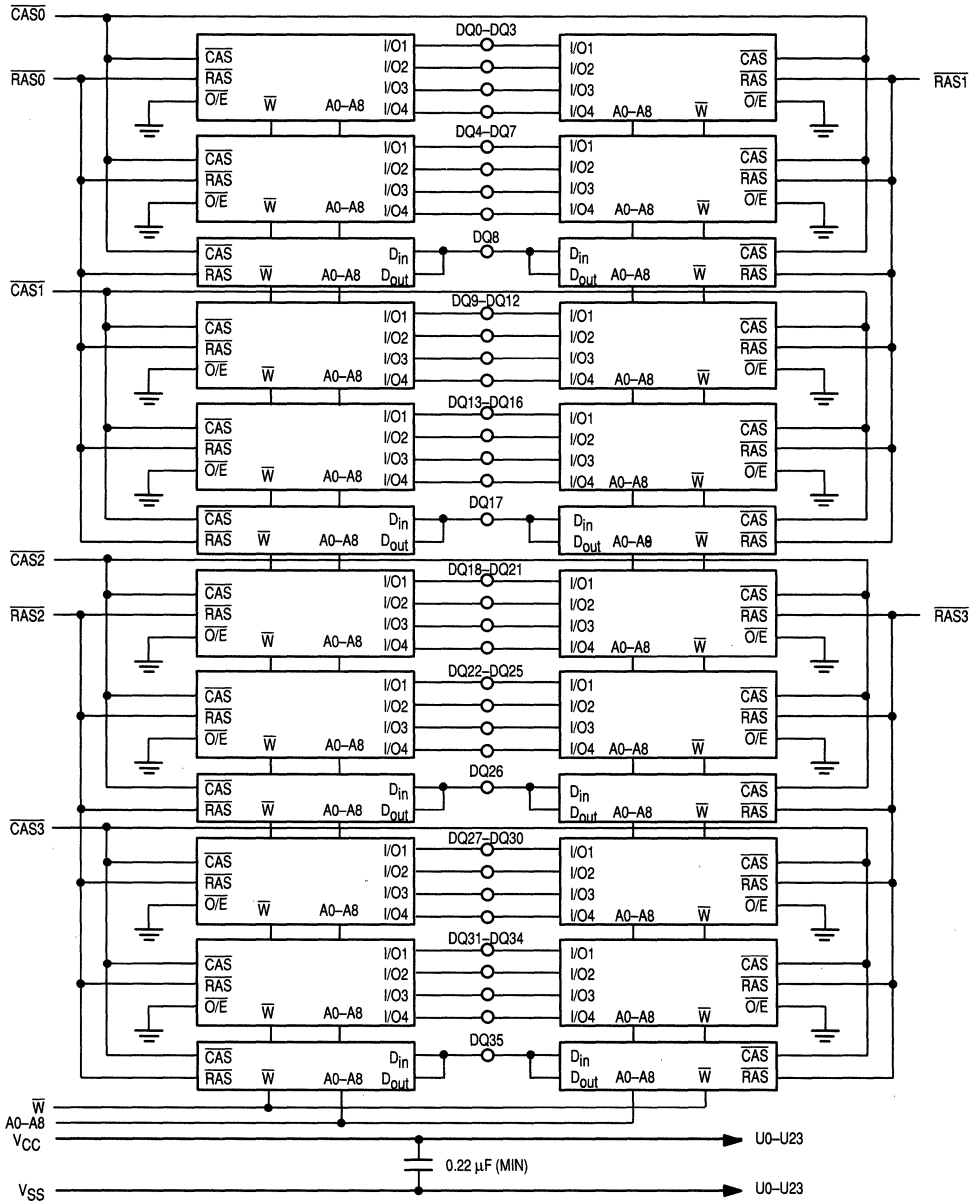 CAS0
DQ0–DQ3
CAS I/O1 I/O1 CAS
RAS0 RAS I/O2 I/O2 RAS RAS1
O/E W A0–A8 I/O3 I/O3 O/E
I/O4 I/O4 A0–A8 W
DQ4–DQ7
CAS I/O1 I/O1 CAS
RAS I/O2 I/O2 RAS
O/E W A0–A8 I/O3 I/O3 O/E
I/O4 I/O4 A0–A8 W
DQ8
CAS Din Din CAS
RAS W A0–A8 Dout Dout A0–A8 W RAS
CAS1
DQ9–DQ12
CAS I/O1 I/O1 CAS
RAS I/O2 I/O2 RAS
O/E W A0–A8 I/O3 I/O3 O/E
I/O4 I/O4 A0–A8 W
DQ13–DQ16
CAS I/O1 I/O1 CAS
RAS I/O2 I/O2 RAS
O/E W A0–A8 I/O3 I/O3 O/E
I/O4 I/O4 A0–A8 W
DQ17
CAS Din Din CAS
RAS W A0–A8 Dout Dout A0–A8 W RAS
CAS2
DQ18–DQ21
CAS I/O1 I/O1 CAS
RAS2 RAS I/O2 I/O2 RAS RAS3
O/E W A0–A8 I/O3 I/O3 O/E
I/O4 I/O4 A0–A8 W
DQ22–DQ25
CAS I/O1 I/O1 CAS
RAS I/O2 I/O2 RAS
O/E W A0–A8 I/O3 I/O3 O/E
I/O4 I/O4 A0–A8 W
DQ26
CAS Din Din CAS
RAS W A0–A8 Dout Dout A0–A8 W RAS
CAS3
DQ27–DQ30
CAS I/O1 I/O1 CAS
RAS I/O2 I/O2 RAS
O/E W A0–A8 I/O3 I/O3 O/E
I/O4 I/O4 A0–A8 W
DQ31–DQ34
CAS I/O1 I/O1 CAS
RAS I/O2 I/O2 RAS
O/E W A0–A8 I/O3 I/O3 O/E
I/O4 I/O4 A0–A8 W
DQ35
CAS Din Din CAS
RAS W A0–A8 Dout Dout A0–A8 W RAS
W
A0–A8
VCC U0–U23
0.22 µF (MIN)
VSS U0–U23